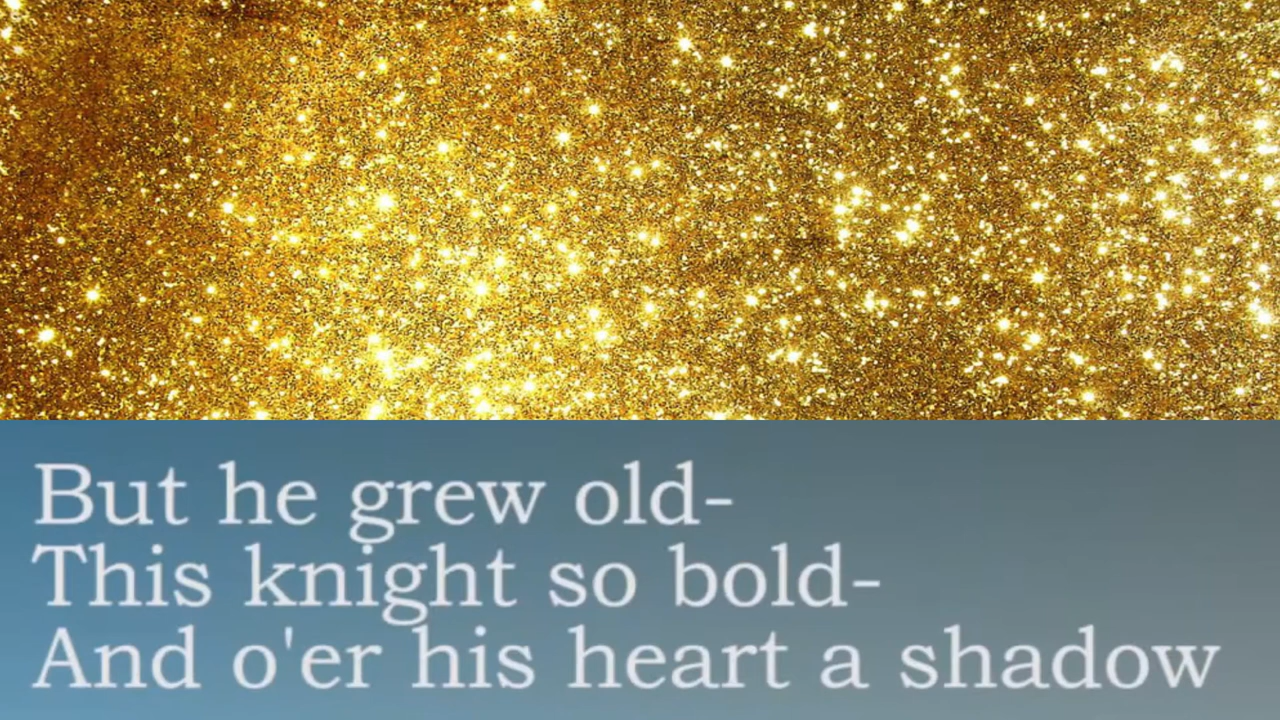 But he grew old-
This knight so bold-
And o'er his heart a shadow